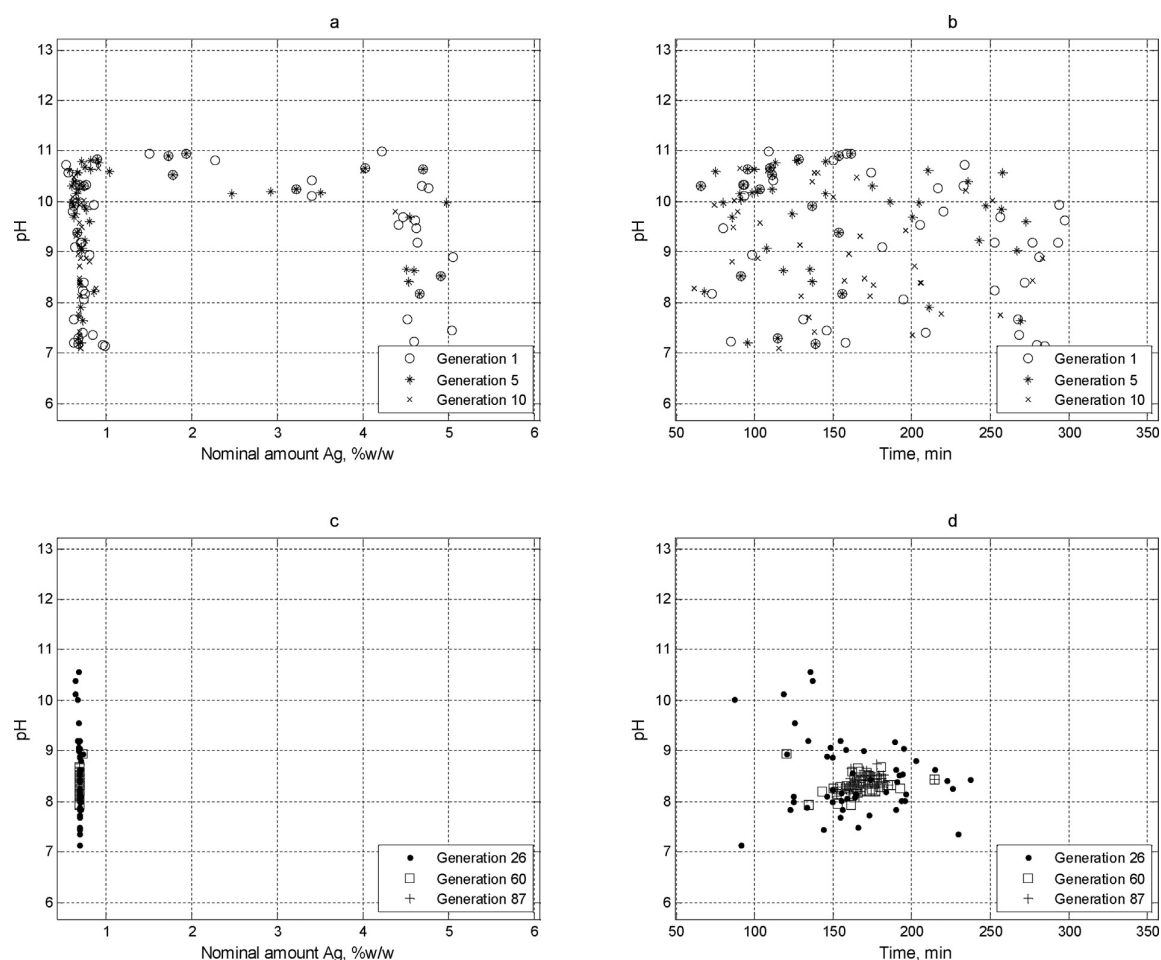 a
13
12
11
10
9
8
7
6
pH
1
2
3
4
5
6
Nominal amount Ag, %w/w
Generation 1
Generation 5
Generation 10
b
13
12
11
10
9
8
7
6
pH
50
100
150
200
250
300
350
Time, min
Generation 1
Generation 5
Generation 10
c
13
12
11
10
9
8
7
6
pH
1
2
3
4
5
6
Nominal amount Ag, %w/w
Generation 26
Generation 60
Generation 87
d
13
12
11
10
9
8
7
6
pH
50
100
150
200
250
300
350
Time, min
Generation 26
Generation 60
Generation 87